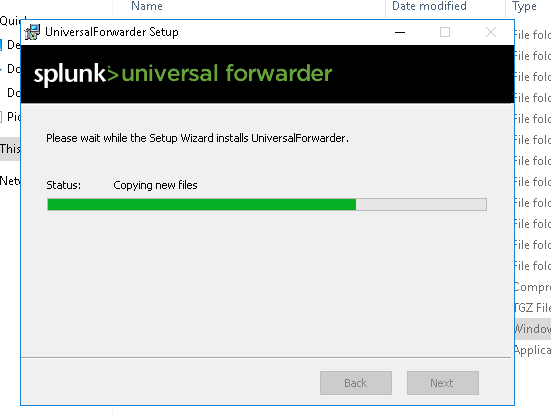 Name Date modified Type
UniversalForwarder Setup
splunk>universal forwarder
Please wait while the Setup Wizard installs UniversalForwarder.
Status: Copying new files
Back Next
Quick
De
Do
Do
Pic
This
Netw
File fold
File fold
File fold
File fold
File fold
File fold
File fold
File fold
File fold
File fold
File fold
File fold
Compre
TGZ File
Window
Applica